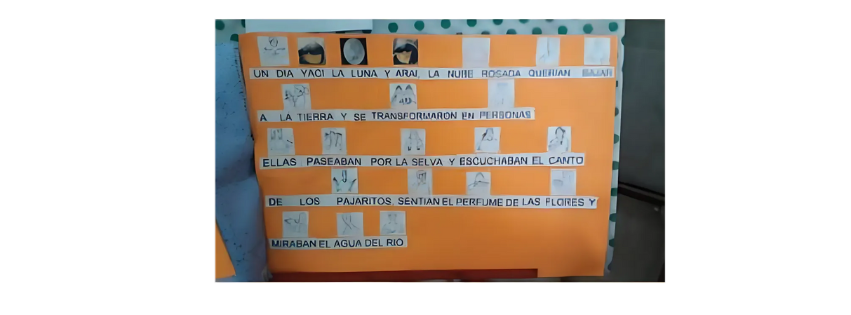 UN DIA YACI LA LUNA Y ARAI, LA NUBE ROSADA QUERIAN BAJAR
A LA TIERRA Y SE TRANSFORMARON EN PERSONAS
ELLAS PASEABAN POR LA SELVA Y ESCUCHABAN EL CANTO
DE LOS PAJARITOS, SENTIAN EL PERFUME DE LAS FLORES Y
MIRABAN EL AGUA DEL RIO